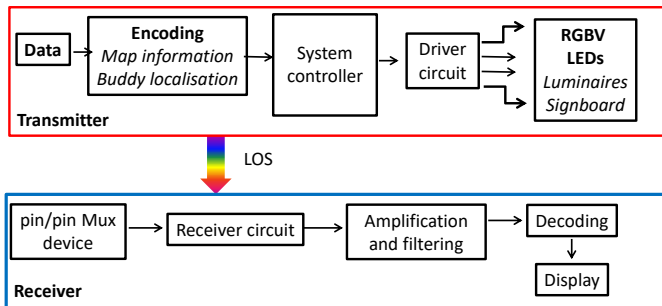 Data
Encoding
Map information
Buddy localisation
System
controller
Driver
circuit
RGBV
LEDs
Luminaires
Signboard
Transmitter
LOS
pin/pin Mux
device
Receiver circuit
Amplification
and filtering
Decoding
Display
Receiver